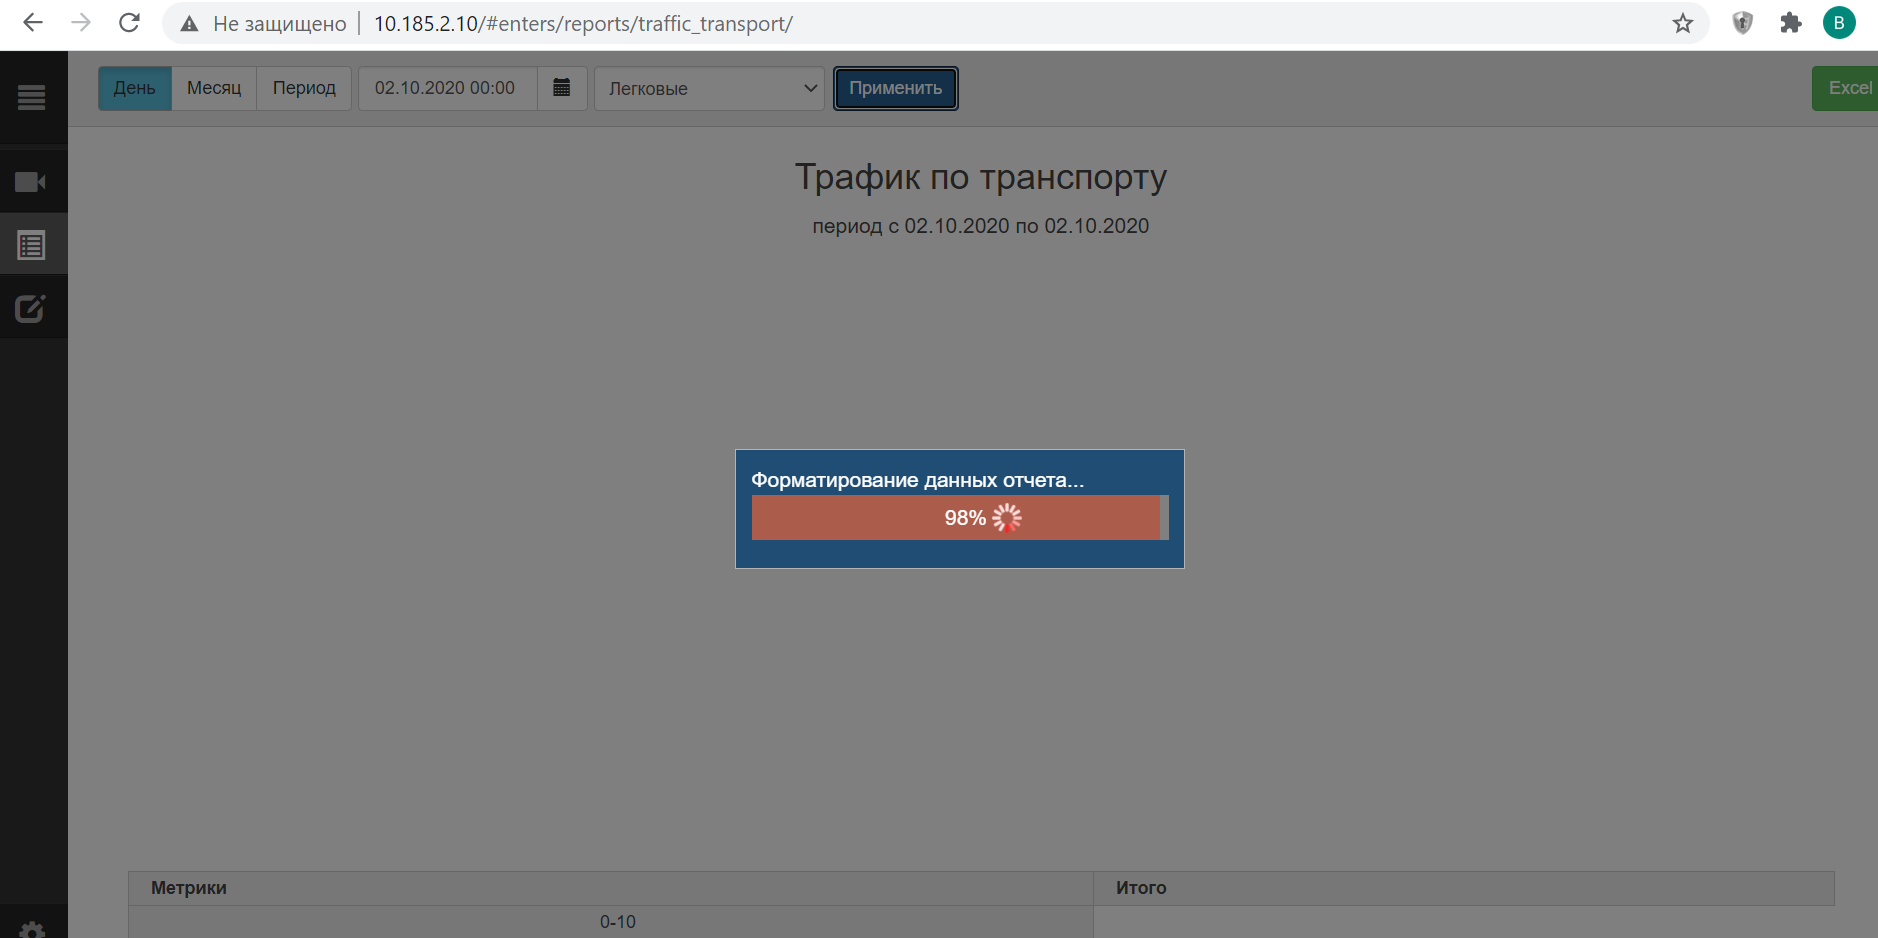 Не защищено 10.185.2.10/#enters/reports/traffic_transport/ B
День Месяц Период 02.10.2020 00:00 Легковые Применить Excel
Трафик по транспорту
период с 02.10.2020 по 02.10.2020
Форматирование данных отчета...
98%
Метрики Итого
0-10